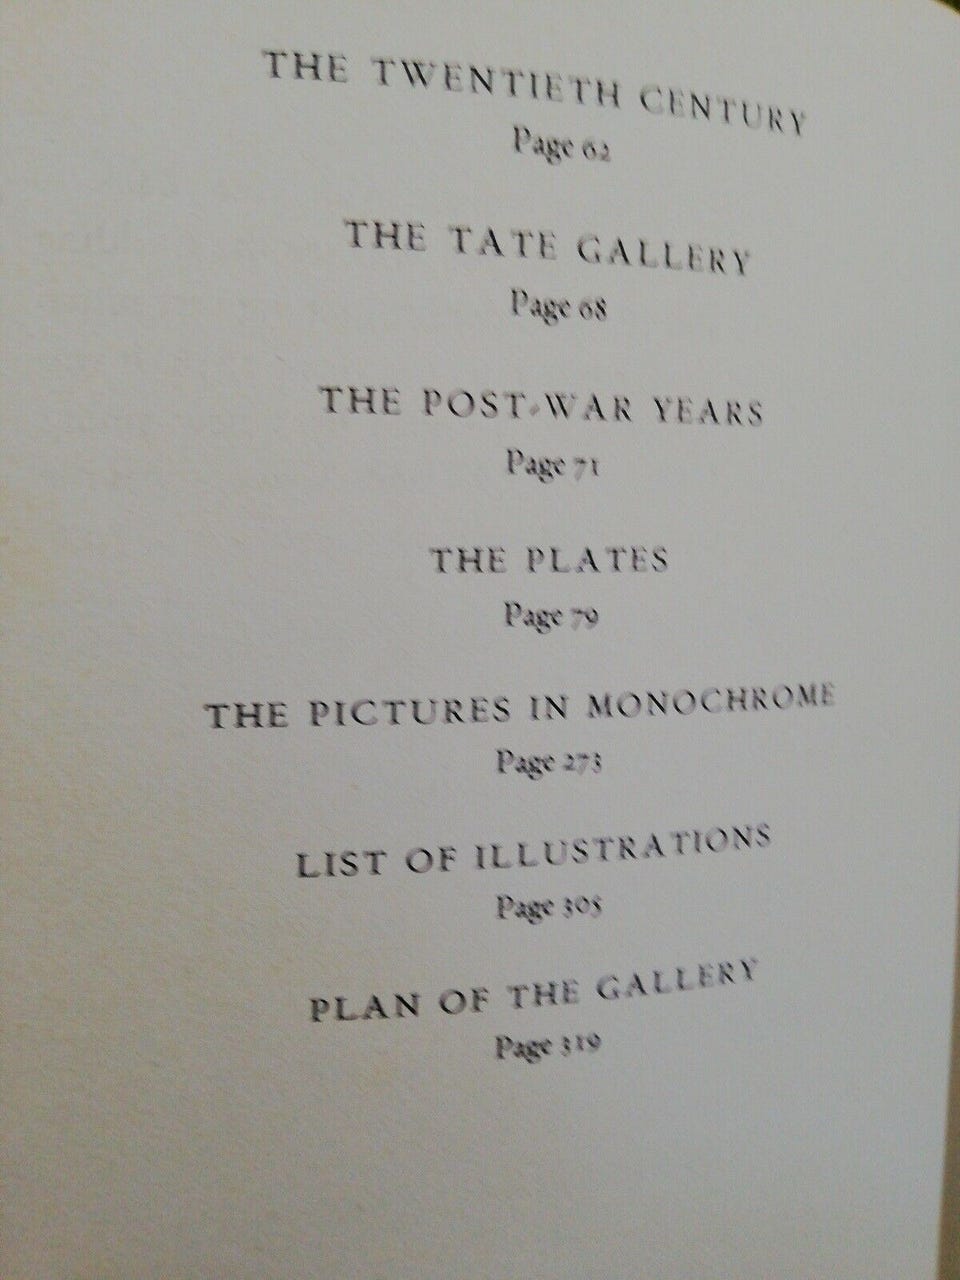 THE TWENTIETH CENTURY
Page 62
THE TATE GALLERY
Page 68
THE POST-WAR YEARS
Page 71
THE PLATES
Page 79
THE PICTURES IN MONOCHROME
Page 273
LIST OF ILLUSTRATIONS
Page 305
PLAN OF THE GALLERY
Page 319